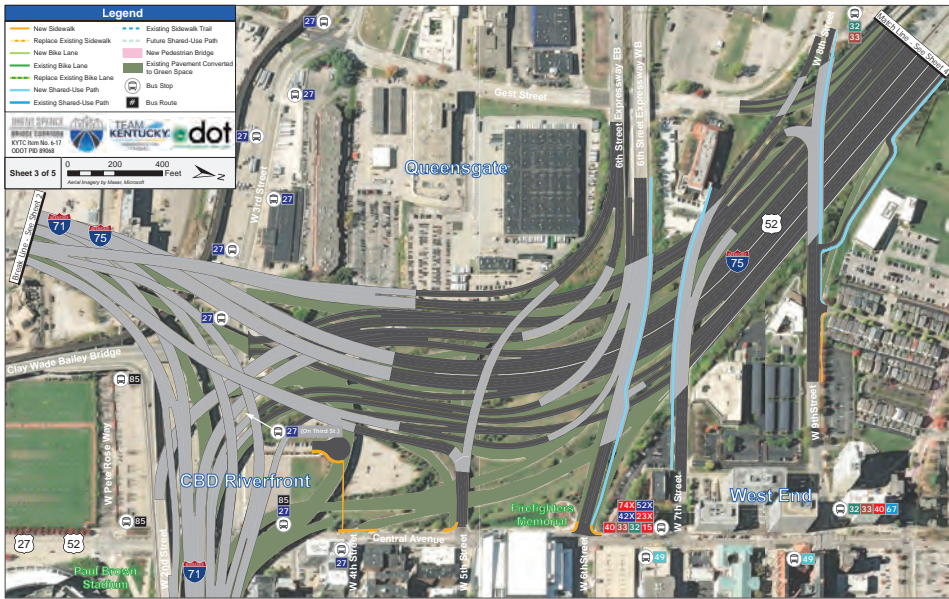 Legend
New Sidewalk
Replace Existing Sidewalk
New Bike Lane
Existing Bike Lane
Replace Existing Bike Lane
New Shared-Use Path
Existing Shared-Use Path
Existing Sidewalk Trail
Future Shared-Use Path
New Pedestrian Bridge
Existing Pavement Converted
to Green Space
Bus Stop
# Bus Route
BRENT SPENCE
BRIDGE CORRIDOR
KYTC Item No. 6-17
ODOT PID 89068
TEAM
KENTUCKY
Sheet 3 of 5
0 200 400
Feet
N
Aerial Imagery by Maxar, Microsoft
Match Line - See Sheet 4
Break Line - See Sheet 2
W 8th Street
32
33
27
27
27
27
27
27
W 3rd Street
Gest Street
Queensgate
6th Street Expressway EB
6th Street Expressway WB
71
75
52
75
Clay Wade Bailey Bridge
85
W Pete Rose Way
85
27 (On Third St.)
CBD Riverfront
85
27
27 52
Paul Brown
Stadium
W 2nd Street
71
27
W 4th Street
Central Avenue
W 5th Street
Firefighters
Memorial
W 6th Street
74X 52X
42X 23X
40 33 32 15
W 7th Street
West End
W 9th Street
32 33 40 67
49
49